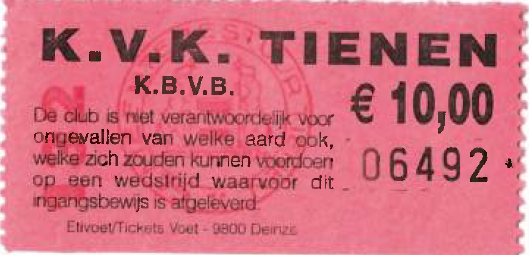 K.V.K. TIENEN
K.B.V.B.
€ 10,00
De club is niet verantwoordelijk voor
ongevallen van welke aard ook,
welke zich zouden kunnen voordoen
op een wedstrijd waarvoor dit
ingangsbewijs is afgeleverd.
06492 *
Etivoet/Tickets Voet - 9800 Deinze